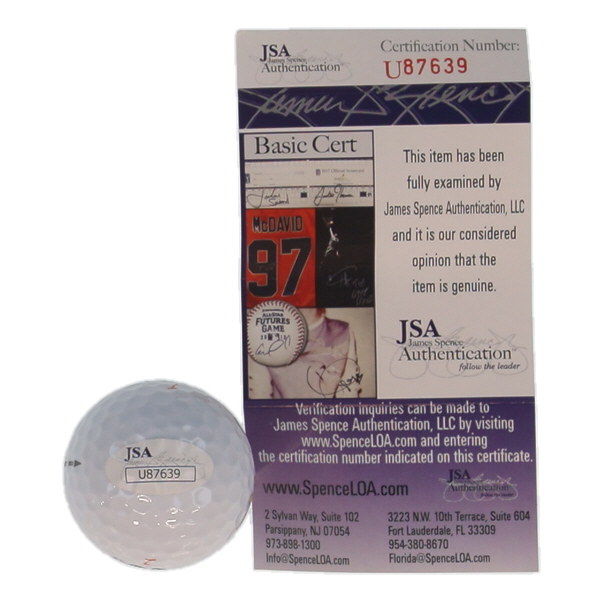 JSA
James Spence
Authentication
Certification Number:
U87639
James Spence
Basic Cert
McDAVID
97
ALL-STAR
FUTURES
GAME
This item has been
fully examined by
James Spence Authentication, LLC
and it is our considered
opinion that the
item is genuine.
JSA
James Spence
Authentication
follow the leader
Verification inquiries can be made to
James Spence Authentication, LLC by visiting
www.SpenceLOA.com and entering
the certification number indicated on this certificate.
www.SpenceLOA.com
JSA
Authentication
2 Sylvan Way, Suite 102
Parsippany, NJ 07054
973-898-1300
Info@SpenceLOA.com
3223 N.W. 10th Terrace, Suite 604
Fort Lauderdale, FL 33309
954-380-8670
Florida@SpenceLOA.com
JSA
U87639